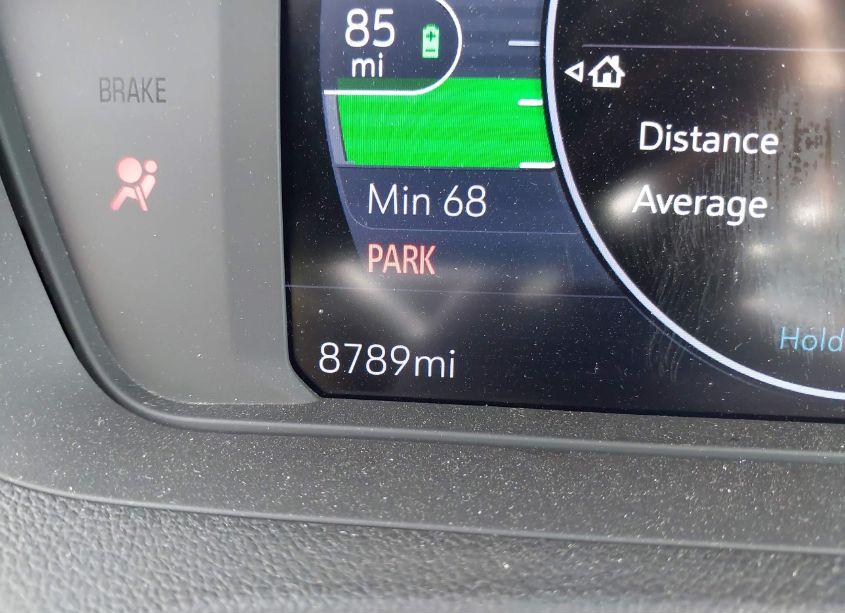 85
mi
BRAKE
Distance
Average
Min 68
PARK
Hold
8789mi